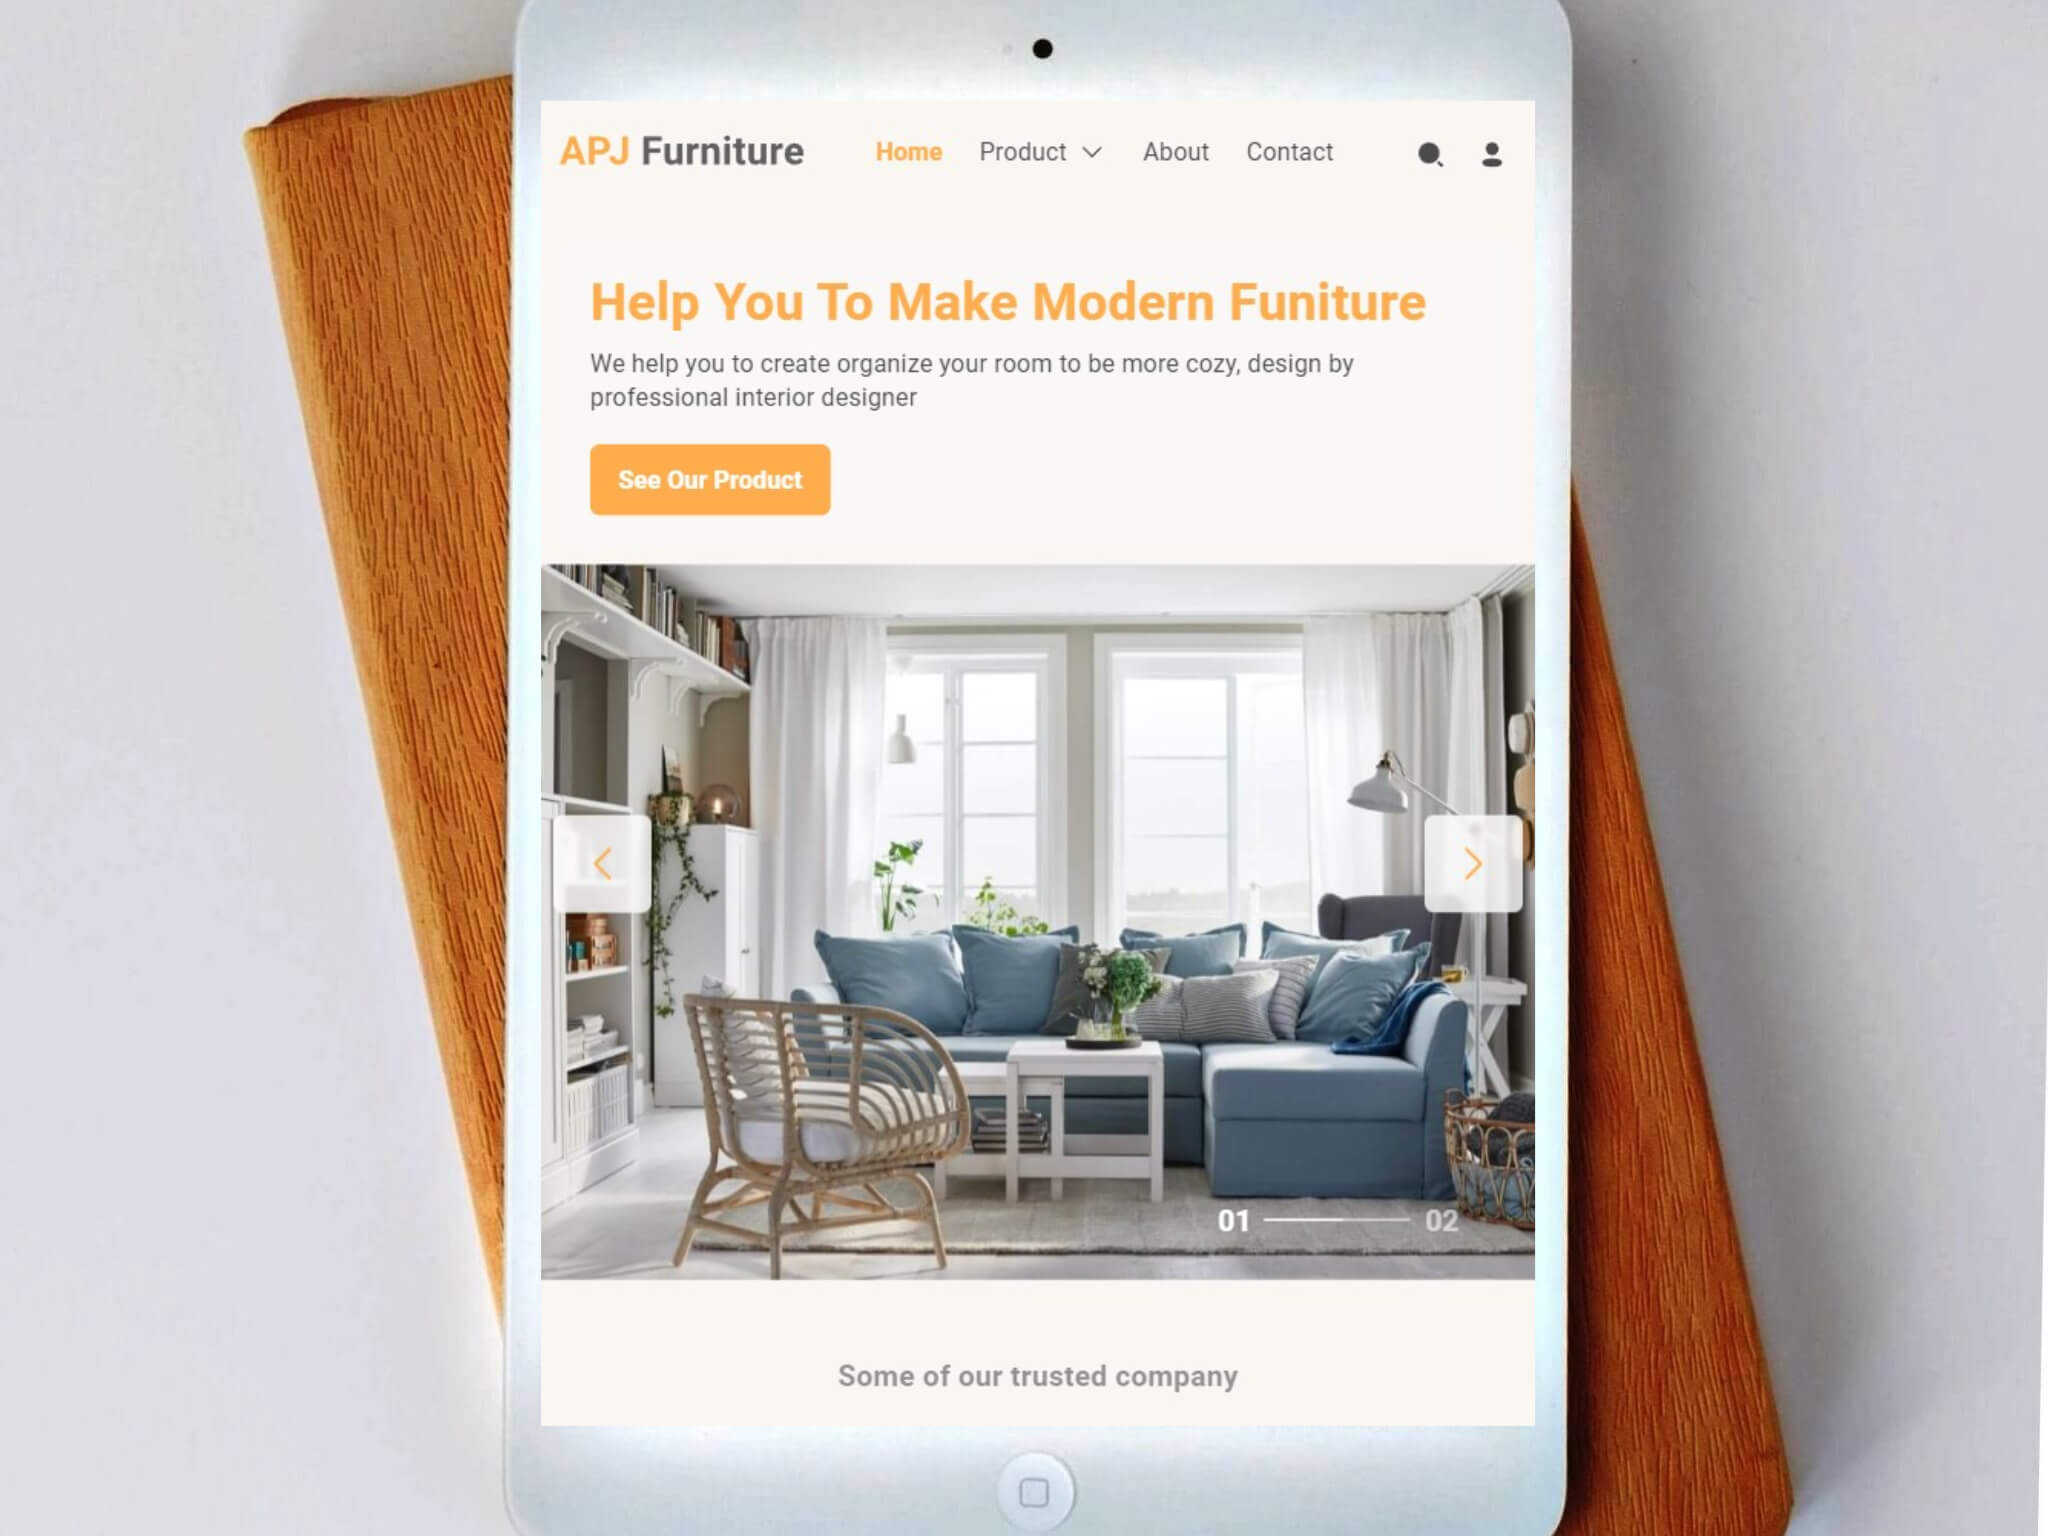 APJ Furniture
Home Product About Contact
Help You To Make Modern Funiture
We help you to create organize your room to be more cozy, design by
professional interior designer
See Our Product
01 02
Some of our trusted company